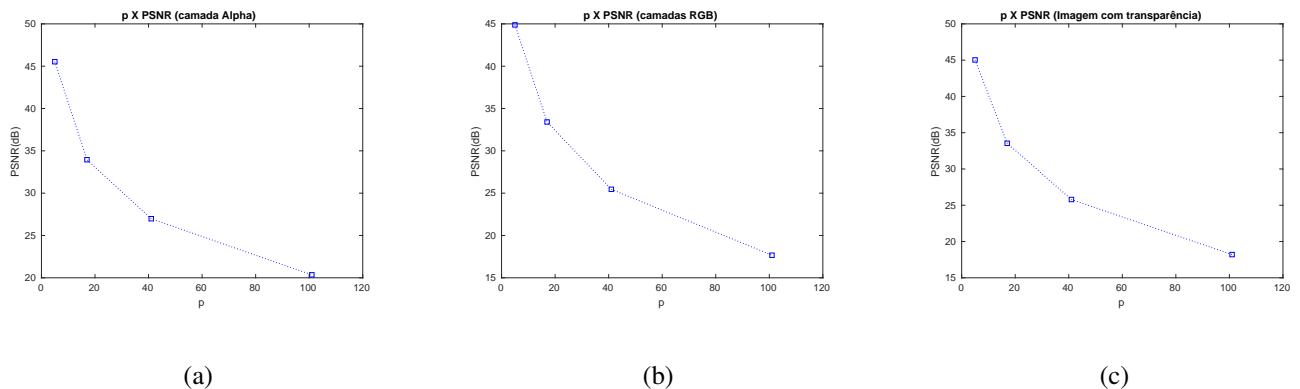 p X PSNR (camada Alpha)
50
45
40
35
30
25
20
PSNR(dB)
0 20 40 60 80 100 120
p
(a)
p X PSNR (camadas RGB)
45
40
35
30
25
20
15
PSNR(dB)
0 20 40 60 80 100 120
p
(b)
p X PSNR (Imagem com transparência)
50
45
40
35
30
25
20
15
PSNR(dB)
0 20 40 60 80 100 120
p
(c)